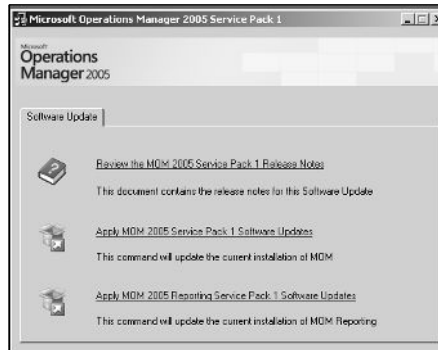 Microsoft Operations Manager 2005 Service Pack 1
Microsoft
Operations
Manager 2005
Software Update
Review the MOM 2005 Service Pack 1 Release Notes
This document contains the release notes for this Software Update
Apply MOM 2005 Service Pack 1 Software Updates
This command will update the current installation of MOM
Apply MOM 2005 Reporting Service Pack 1 Software Updates
This command will update the current installation of MOM Reporting